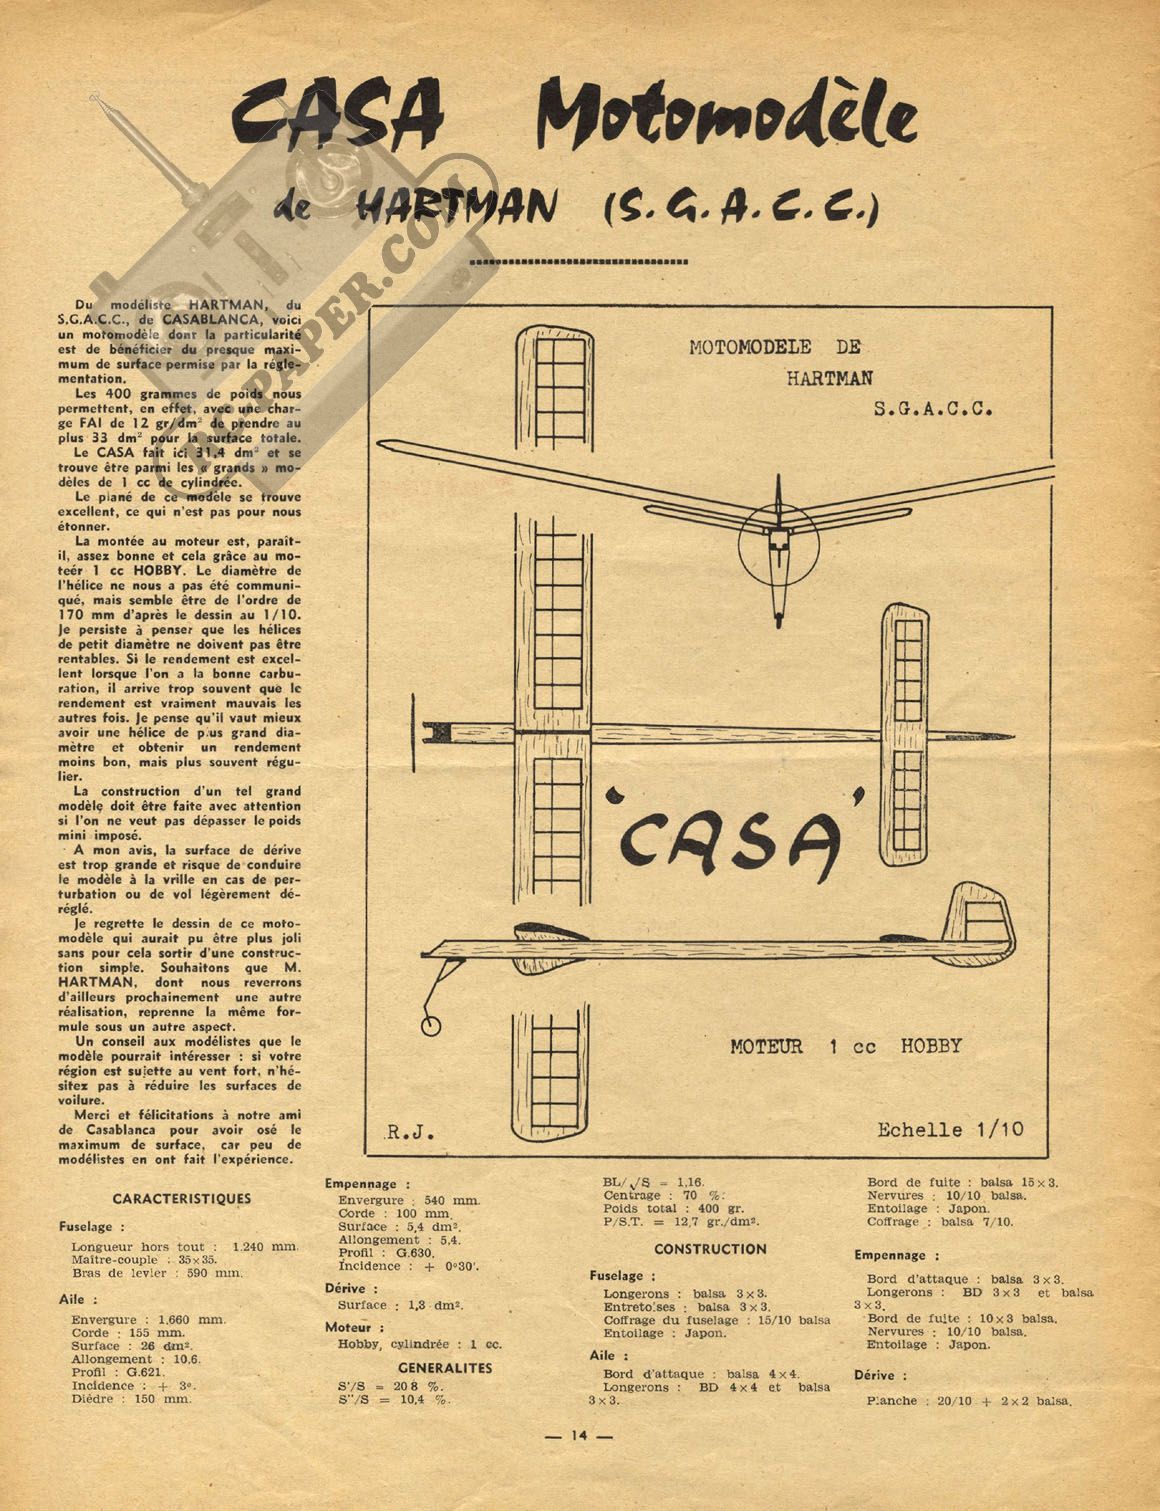 CASA Motomodèle
de HARTMAN (S.G.A.C.C.)
RC-PAPER.COM
Du modéliste HARTMAN, du
S.G.A.C.C., de CASABLANCA, voici
un motomodèle dont la particularité
est de bénéficier du presque maxi-
mum de surface permise par la régle-
mentation.
Les 400 grammes de poids nous
permettent, en effet, avec une char-
ge FAI de 12 gr/dm² de prendre au
plus 33 dm² pour la surface totale.
Le CASA fait ici 31,4 dm² et se
trouve être parmi les « grands » mo-
dèles de 1 cc de cylindrée.
Le plané de ce modèle se trouve
excellent, ce qui n'est pas pour nous
étonner.
La montée au moteur est, paraît-
il, assez bonne et cela grâce au mo-
teér 1 cc HOBBY. Le diamètre de
l'hélice ne nous a pas été communi-
qué, mais semble être de l'ordre de
170 mm d'après le dessin au 1/10.
Je persiste à penser que les hélices
de petit diamètre ne doivent pas être
rentables. Si le rendement est excel-
lent lorsque l'on a la bonne carbu-
ration, il arrive trop souvent que le
rendement est vraiment mauvais les
autres fois. Je pense qu'il vaut mieux
avoir une hélice de plus grand dia-
mètre et obtenir un rendement
moins bon, mais plus souvent régu-
lier.
La construction d'un tel grand
modèle doit être faite avec attention
si l'on ne veut pas dépasser le poids
mini imposé.
A mon avis, la surface de dérive
est trop grande et risque de conduire
le modèle à la vrille en cas de per-
turbation ou de vol légèrement dé-
réglé.
Je regrette le dessin de ce moto-
modèle qui aurait pu être plus joli
sans pour cela sortir d'une construc-
tion simple. Souhaitons que M.
HARTMAN, dont nous reverrons
d'ailleurs prochainement une autre
réalisation, reprenne la même for-
mule sous un autre aspect.
Un conseil aux modélistes que le
modèle pourrait intéresser : si votre
région est sujette au vent fort, n'hé-
sitez pas à réduire les surfaces de
voilure.
Merci et félicitations à notre ami
de Casablanca pour avoir osé le
maximum de surface, car peu de
modélistes en ont fait l'expérience.
MOTOMODELE DE
HARTMAN
S.G.A.C.C.
'CASA'
MOTEUR 1 cc HOBBY
R.J.
Echelle 1/10
CARACTERISTIQUES
Fuselage :
Longueur hors tout : 1.240 mm.
Maître-couple : 35×35.
Bras de levier : 590 mm.
Aile :
Envergure : 1.660 mm.
Corde : 155 mm.
Surface : 26 dm².
Allongement : 10,6.
Profil : G.621.
Incidence : + 3°.
Dièdre : 150 mm.
Empennage :
Envergure : 540 mm.
Corde : 100 mm.
Surface : 5,4 dm².
Allongement : 5,4.
Profil : G.630.
Incidence : + 0°30'.
Dérive :
Surface : 1,3 dm².
Moteur :
Hobby, cylindrée : 1 cc.
GENERALITES
S'/S = 20,8 %.
S''/S = 10,4 %.
BL/√S = 1,16.
Centrage : 70 %.
Poids total : 400 gr.
P/S.T. = 12,7 gr./dm².
CONSTRUCTION
Fuselage :
Longerons : balsa 3×3.
Entretoises : balsa 3×3.
Coffrage du fuselage : 15/10 balsa
Entoilage : Japon.
Aile :
Bord d'attaque : balsa 4×4.
Longerons : BD 4×4 et balsa
3×3.
Bord de fuite : balsa 15×3.
Nervures : 10/10 balsa.
Entoilage : Japon.
Coffrage : balsa 7/10.
Empennage :
Bord d'attaque : balsa 3×3.
Longerons : BD 3×3 et balsa
3×3.
Bord de fuite : 10×3 balsa.
Nervures : 10/10 balsa.
Entoilage : Japon.
Dérive :
Planche : 20/10 + 2×2 balsa.
— 14 —